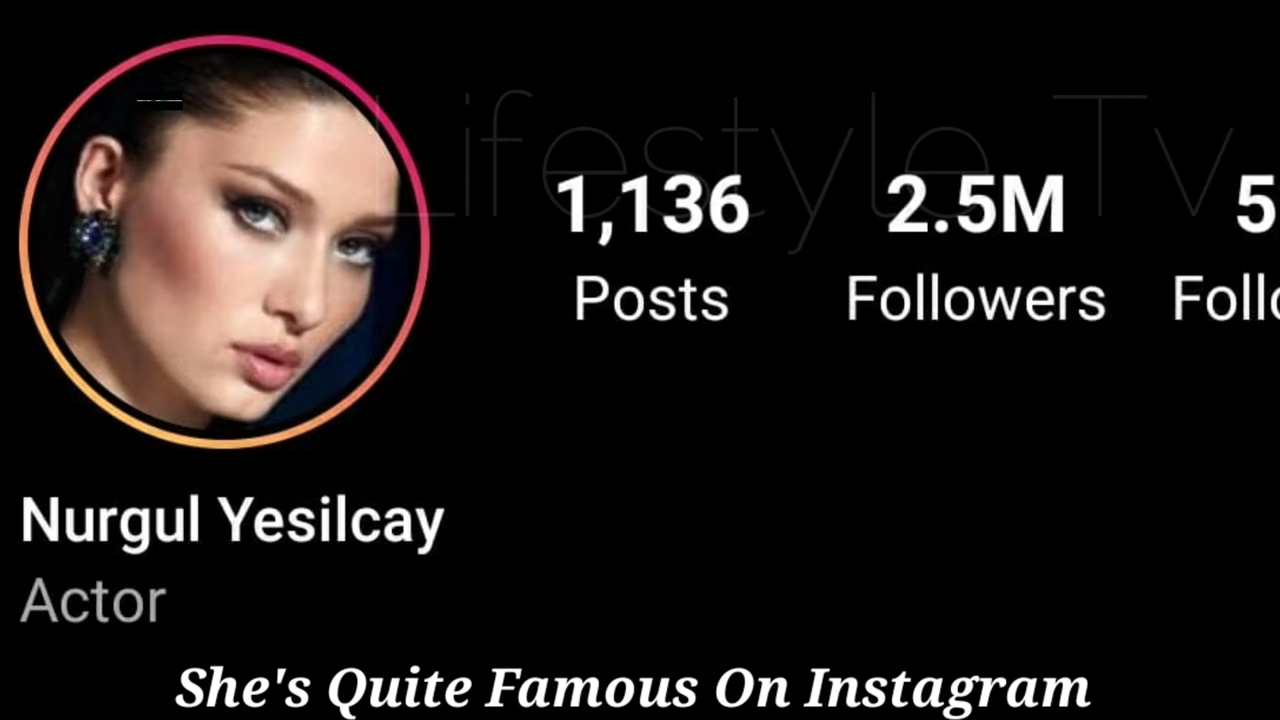 Lifestyle Tv
1,136 2.5M 5
Posts Followers Follo
Nurgul Yesilcay
Actor
She's Quite Famous On Instagram